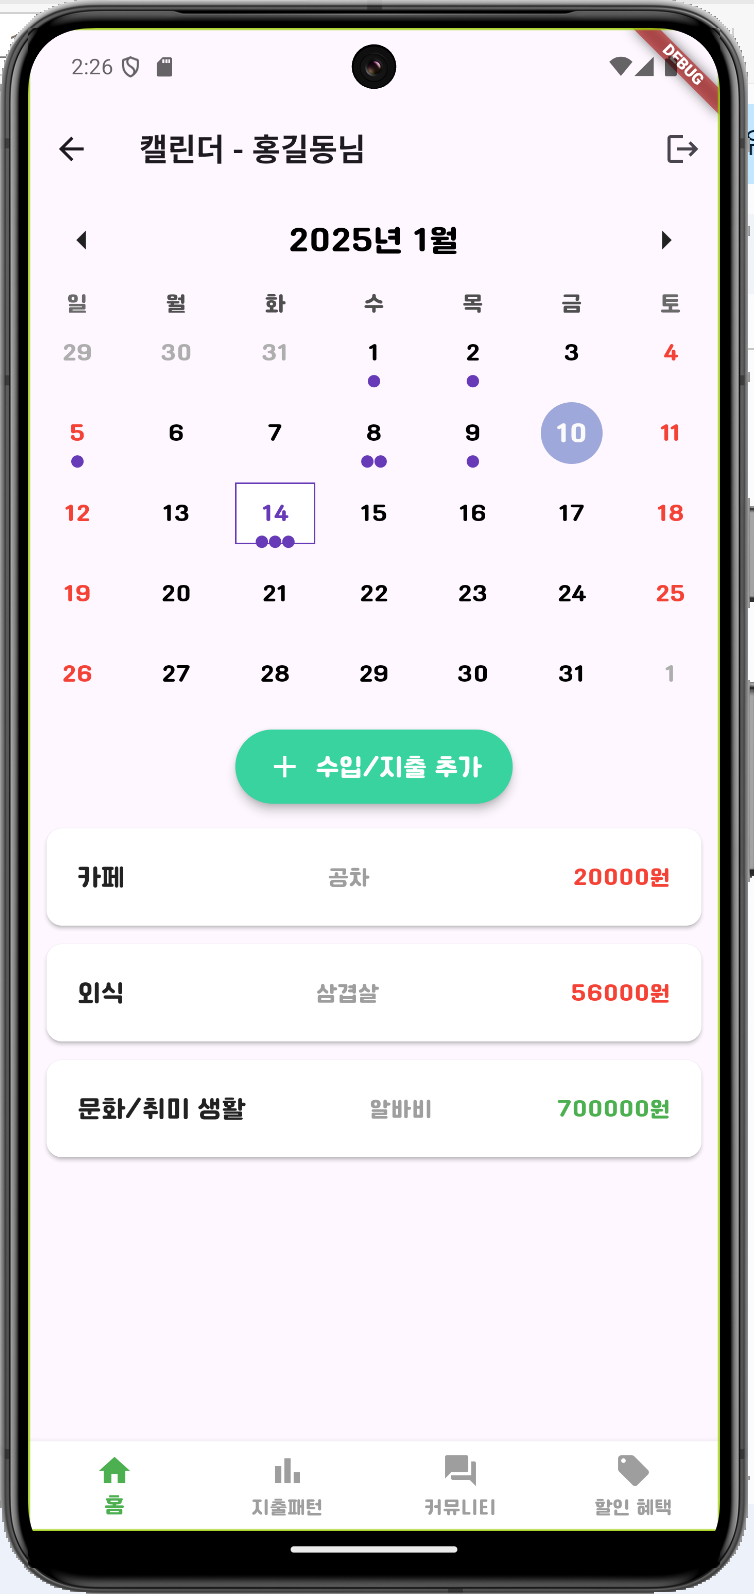 2:26
DEBUG
캘린더 - 홍길동님
2025년 1월
일 월 화 수 목 금 토
29 30 31 1 2 3 4
5 6 7 8 9 10 11
12 13 14 15 16 17 18
19 20 21 22 23 24 25
26 27 28 29 30 31 1
+ 수입/지출 추가
카페 공차 20000원
외식 삼겹살 56000원
문화/취미 생활 알바비 700000원
홈 지출패턴 커뮤니티 할인 혜택